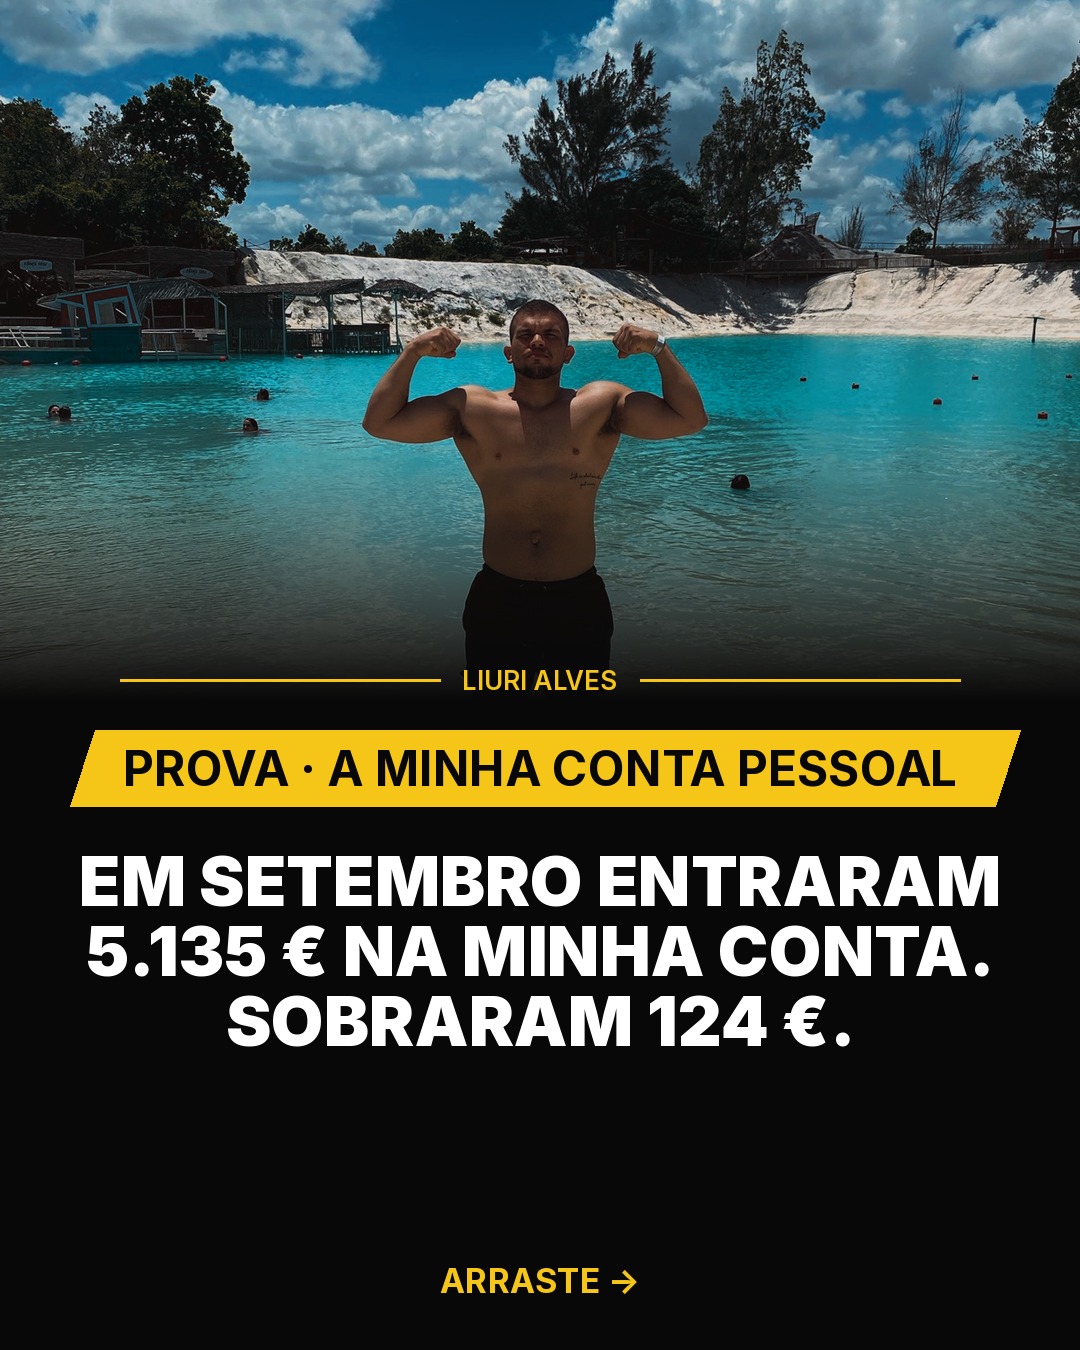 LIURI ALVES
PROVA · A MINHA CONTA PESSOAL
EM SETEMBRO ENTRARAM
5.135 € NA MINHA CONTA.
SOBRARAM 124 €.
ARRASTE →